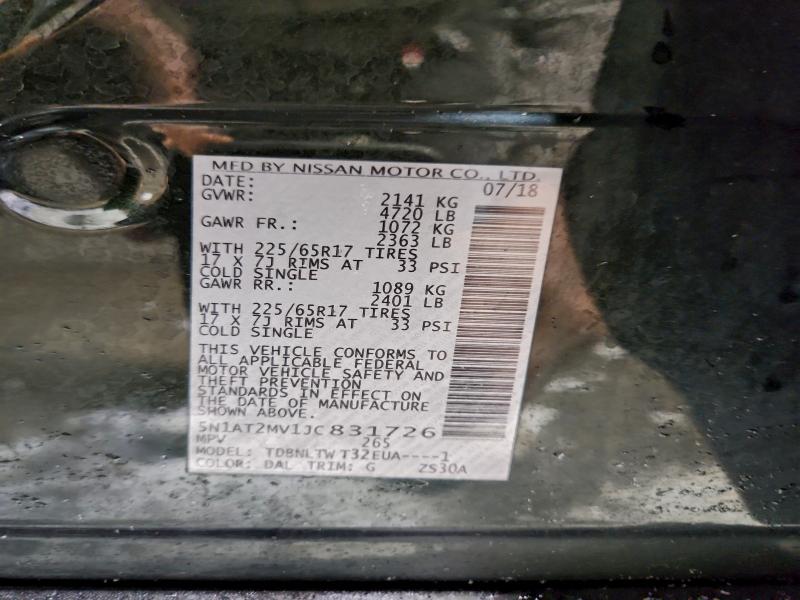 MFD BY NISSAN MOTOR CO., LTD.
DATE: 07/18
GVWR: 2141 KG
4720 LB
GAWR FR.: 1072 KG
2363 LB
WITH 225/65R17 TIRES
17 X 7J RIMS AT 33 PSI
COLD SINGLE
GAWR RR.: 1089 KG
2401 LB
WITH 225/65R17 TIRES
17 X 7J RIMS AT 33 PSI
COLD SINGLE
THIS VEHICLE CONFORMS TO
ALL APPLICABLE FEDERAL
MOTOR VEHICLE SAFETY AND
THEFT PREVENTION
STANDARDS IN EFFECT ON
THE DATE OF MANUFACTURE
SHOWN ABOVE.
5N1AT2MV1JC831726
MPV 265
MODEL: TDBNLTW T32EUA----1
COLOR: DAL TRIM: G ZS30A